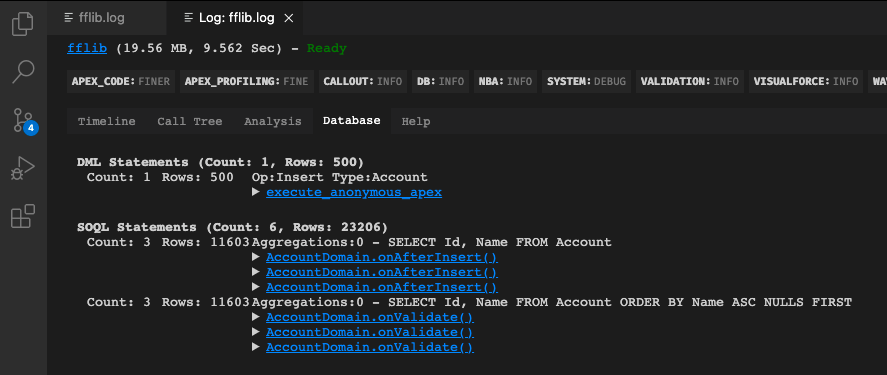 fflib.log
Log: fflib.log
fflib (19.56 MB, 9.562 Sec) - Ready
APEX_CODE: FINER APEX_PROFILING: FINE CALLOUT: INFO DB: INFO NBA: INFO SYSTEM: DEBUG VALIDATION: INFO VISUALFORCE: INFO WA
Timeline Call Tree Analysis Database Help
DML Statements (Count: 1, Rows: 500)
Count: 1 Rows: 500 Op:Insert Type:Account
execute_anonymous_apex
SOQL Statements (Count: 6, Rows: 23206)
Count: 3 Rows: 11603 Aggregations:0 - SELECT Id, Name FROM Account
AccountDomain.onAfterInsert()
AccountDomain.onAfterInsert()
AccountDomain.onAfterInsert()
Count: 3 Rows: 11603 Aggregations:0 - SELECT Id, Name FROM Account ORDER BY Name ASC NULLS FIRST
AccountDomain.onValidate()
AccountDomain.onValidate()
AccountDomain.onValidate()
4